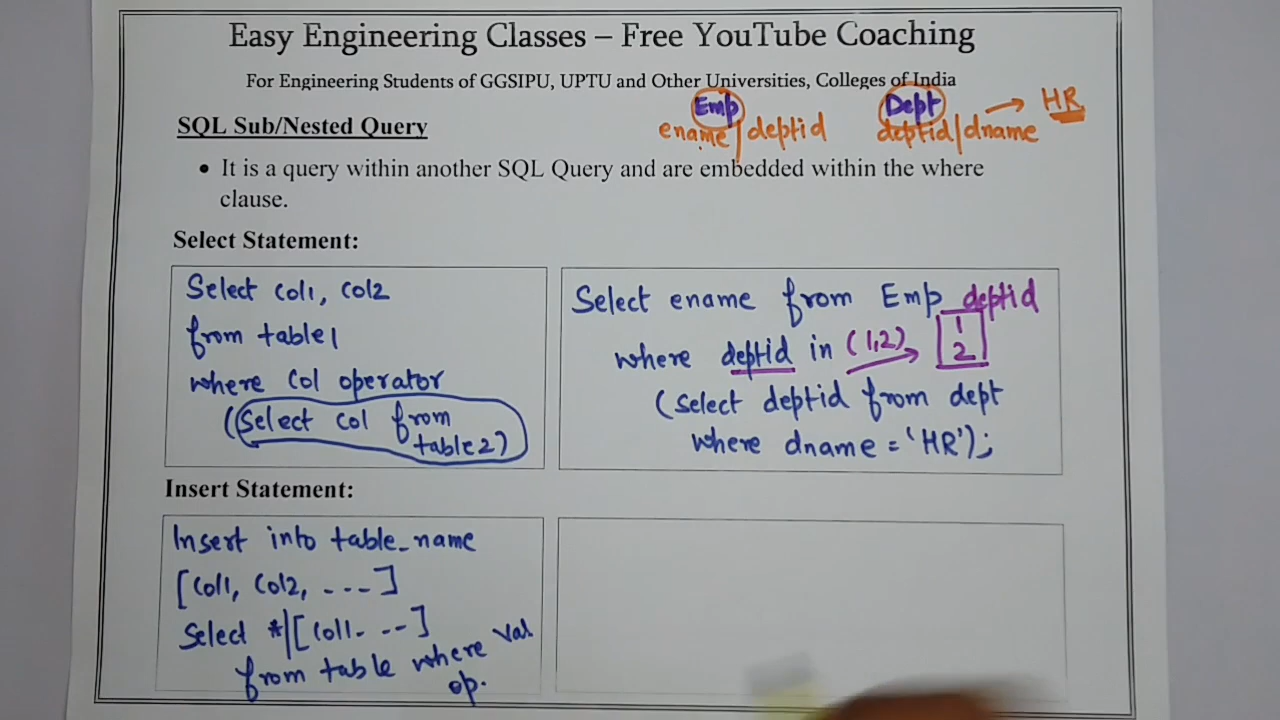 Easy Engineering Classes – Free YouTube Coaching
For Engineering Students of GGSIPU, UPTU and Other Universities, Colleges of India
Emp Dept → HR
ename | deptid deptid | dname
SQL Sub/Nested Query
• It is a query within another SQL Query and are embedded within the where
clause.
Select Statement:
Select col1, col2
from table1
where col operator
(Select col from
table2)
Select ename from Emp deptid
where deptid in (1,2) → 1
2
(select deptid from dept
where dname = 'HR');
Insert Statement:
Insert into table_name
[col1, col2, ----]
Select *|[col1- --]
from table where val
op.